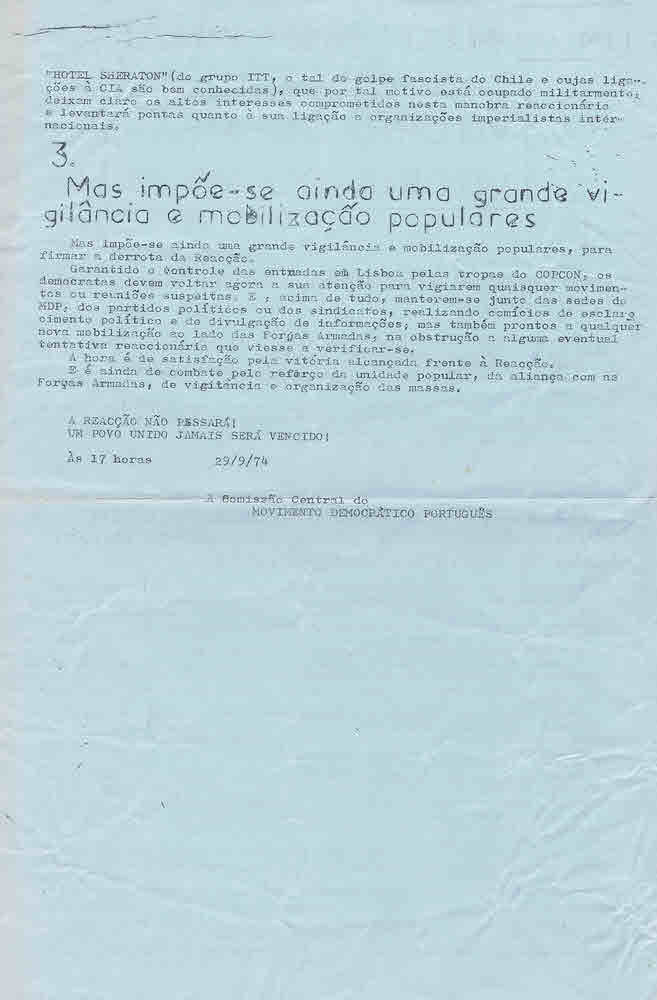 "HOTEL SHERATON"(do grupo ITT, o tal do golpe fascista do Chile e cujas liga-
ções à CIA são bem conhecidas), que por tal motivo está ocupado militarmente,
deixam claro os altos interesses comprometidos nesta manobra reaccionária
e levantará pontas quanto à sua ligação a organizações imperialistas inter-
nacionais.
3.
Mas impõe-se ainda uma grande vi-
gilância e mobilização populares
Mas impõe-se ainda uma grande vigilância e mobilização populares, para
firmar a derrota da Reacção.
Garantido o controle das entradas em Lisboa pelas tropas do COPCON, os
democratas devem voltar agora a sua atenção para vigiarem quaisquer movimen-
tos ou reuniões suspeitas. E , acima de tudo, manterem-se junto das sedes do
MDP, dos partidos políticos ou dos sindicatos, realizando comícios de esclare
cimento político e de divulgação de informações, mas também prontos a qualquer
nova mobilização ao lado das Forças Armadas, na obstrução a alguma eventual
tentativa reaccionária que viesse a verificar-se.
A hora é de satisfação pela vitória alcançada frente à Reacção.
E é ainda de combate pelo refôrço da unidade popular, da aliança com as
Forças Armadas, de vigilância e organização das massas.
A REACÇÃO NÃO PASSARÁ!
UM POVO UNIDO JAMAIS SERÁ VENCIDO!
Às 17 horas 29/9/74
A Comissão Central do
MOVIMENTO DEMOCRÁTICO PORTUGUÊS